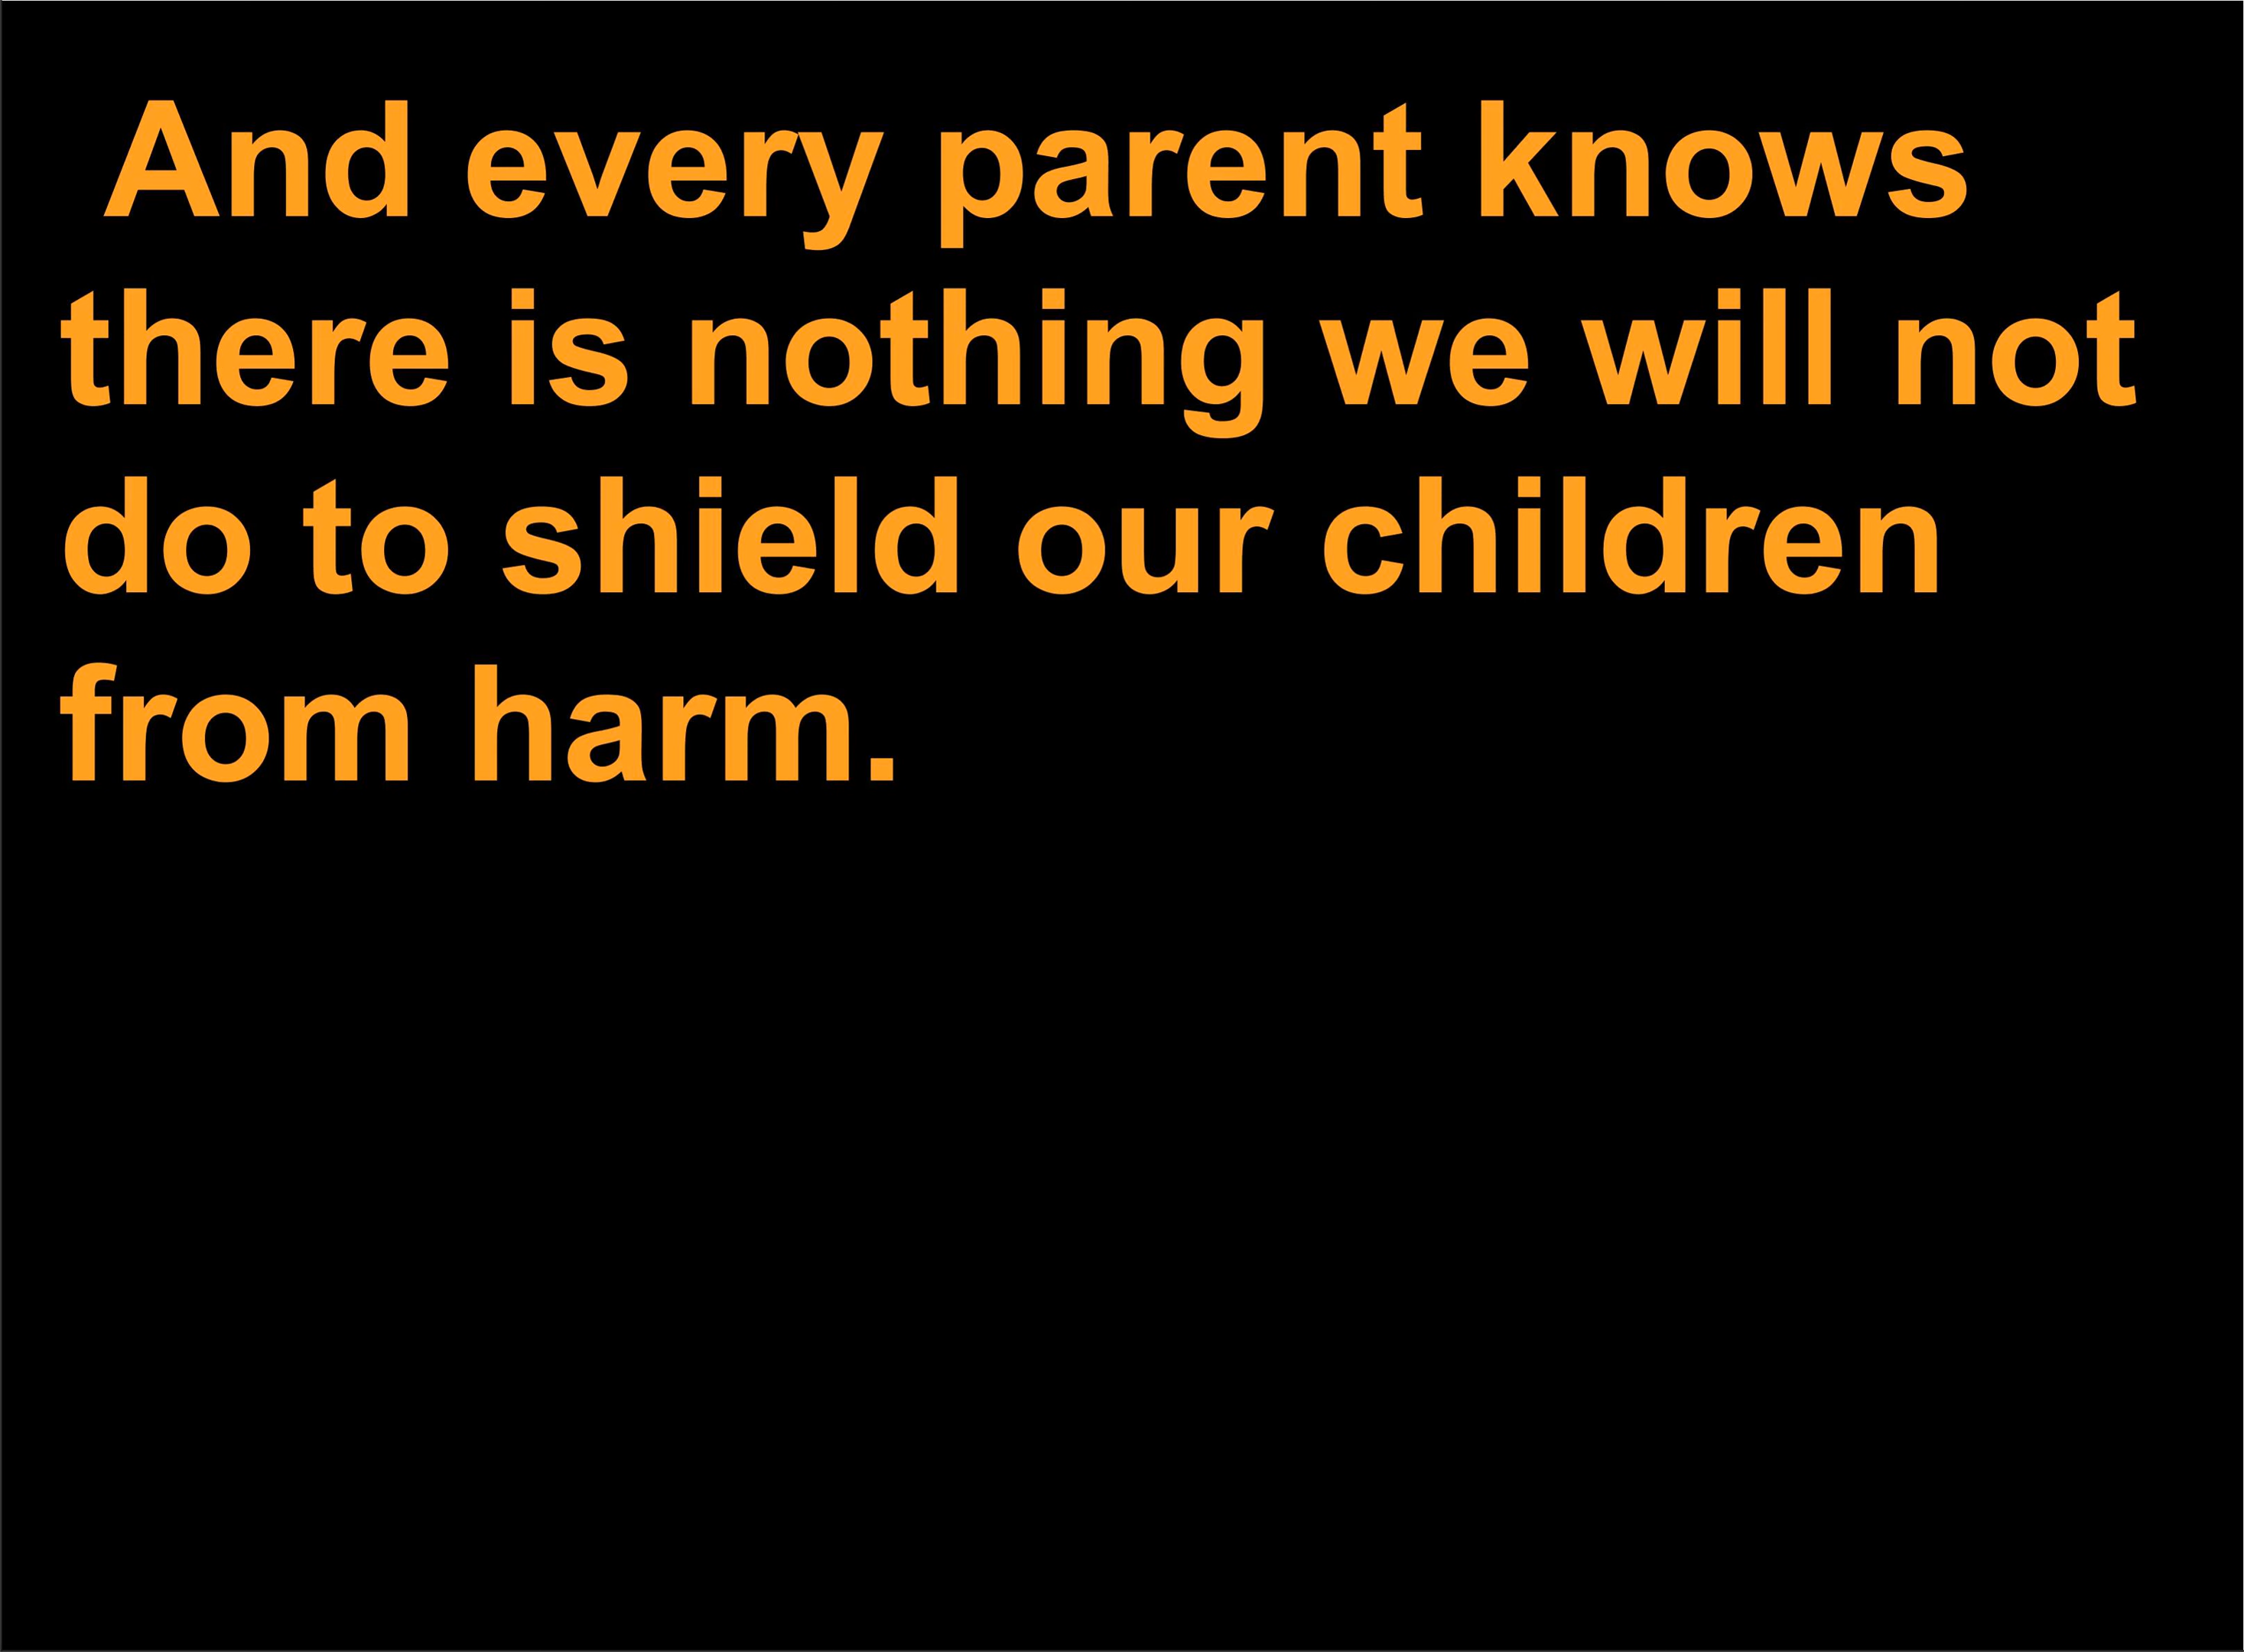 And every parent knows
there is nothing we will not
do to shield our children
from harm.